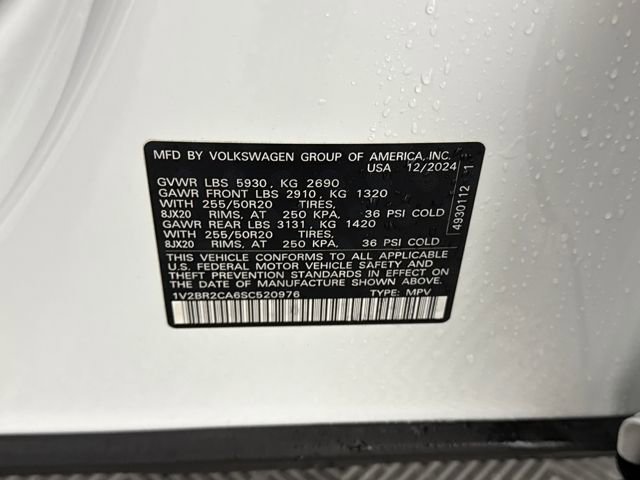 MFD BY VOLKSWAGEN GROUP OF AMERICA, INC.
USA 12/2024
GVWR LBS 5930, KG 2690
GAWR FRONT LBS 2910, KG 1320
WITH 255/50R20 TIRES,
8JX20 RIMS, AT 250 KPA, 36 PSI COLD
GAWR REAR LBS 3131, KG 1420
WITH 255/50R20 TIRES,
8JX20 RIMS, AT 250 KPA, 36 PSI COLD
THIS VEHICLE CONFORMS TO ALL APPLICABLE
U.S. FEDERAL MOTOR VEHICLE SAFETY AND
THEFT PREVENTION STANDARDS IN EFFECT ON
THE DATE OF MANUFACTURE SHOWN ABOVE.
1V2BR2CA6SC520976 TYPE: MPV
4930112 1